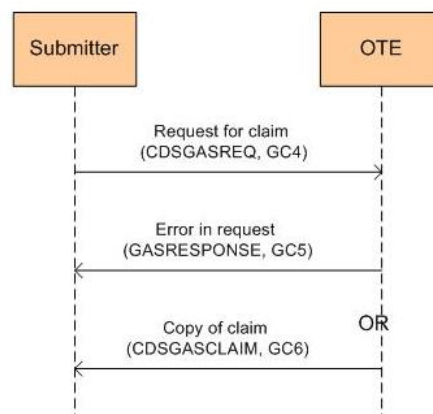 Submitter
OTE
Request for claim
(CDSGASREQ, GC4)
Error in request
(GASRESPONSE, GC5)
OR
Copy of claim
(CDSGASCLAIM, GC6)